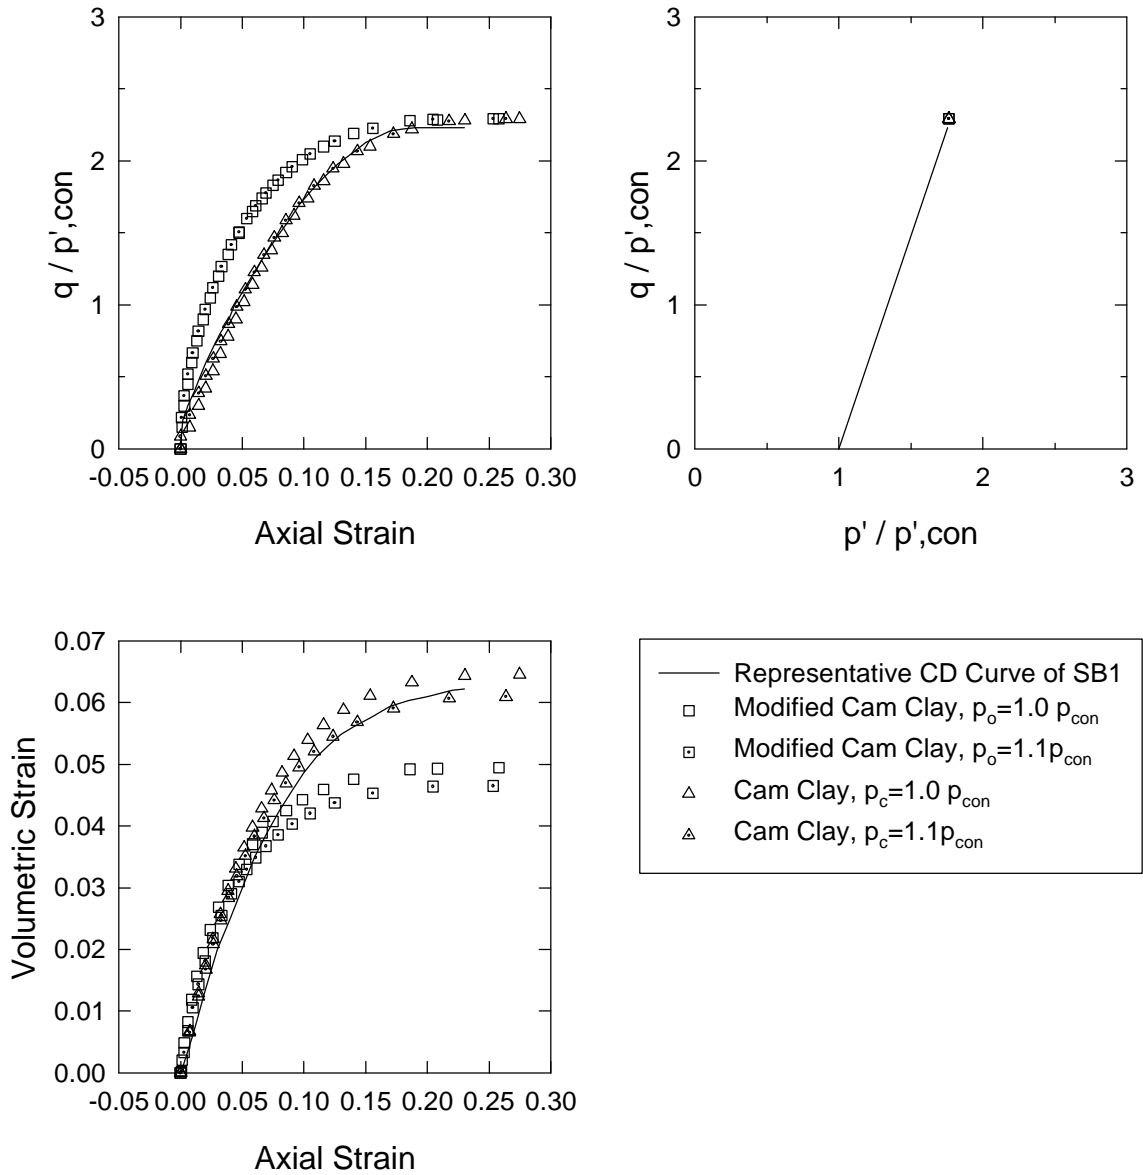 3
2
1
0
q / p',con
-0.05 0.00 0.05 0.10 0.15 0.20 0.25 0.30
Axial Strain
3
2
1
0
q / p',con
0 1 2 3
p' / p',con
0.07
0.06
0.05
0.04
0.03
0.02
0.01
0.00
Volumetric Strain
-0.05 0.00 0.05 0.10 0.15 0.20 0.25 0.30
Axial Strain
Representative CD Curve of SB1
Modified Cam Clay, po=1.0 pcon
Modified Cam Clay, po=1.1pcon
Cam Clay, pc=1.0 pcon
Cam Clay, pc=1.1pcon